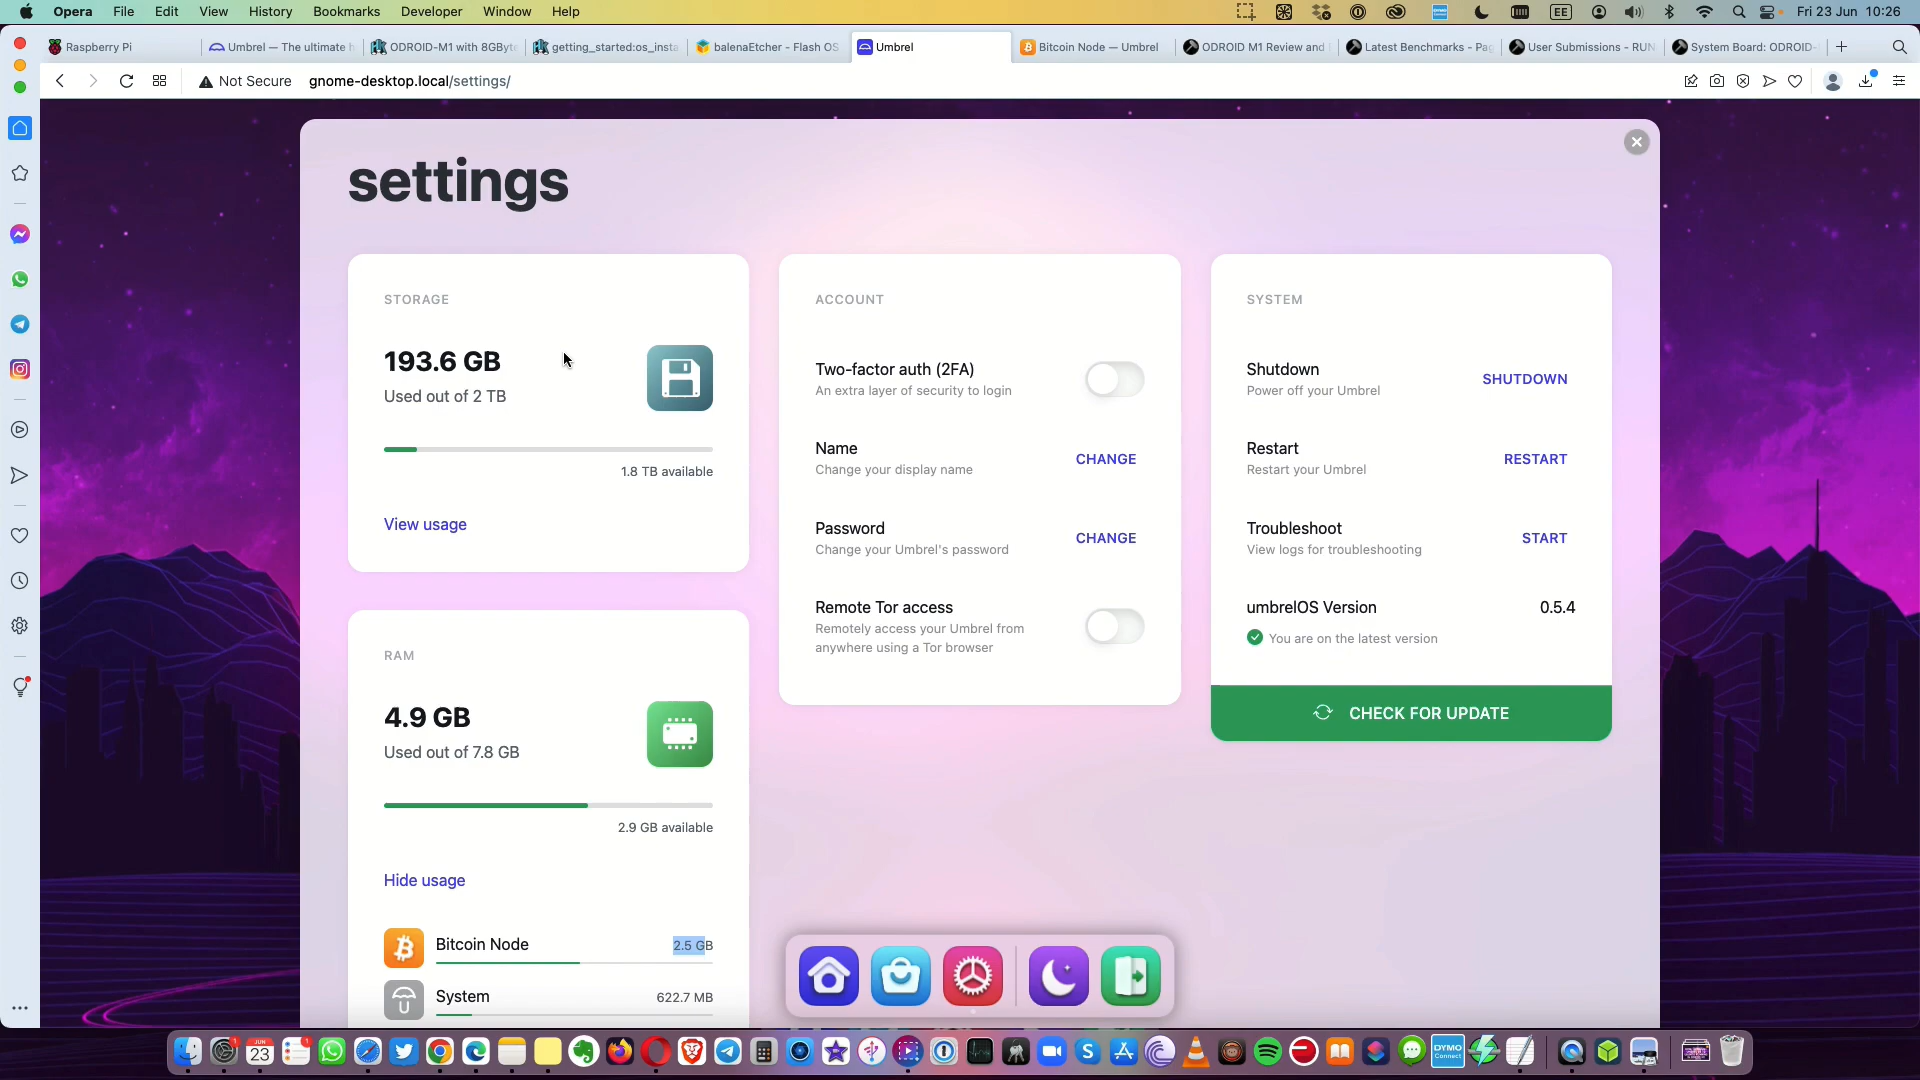 Opera File Edit View History Bookmarks Developer Window Help EE Fri 23 Jun 10:26
Raspberry Pi Umbrel — The ultimate h ODROID-M1 with 8GByte getting_started:os_insta balenaEtcher - Flash OS Umbrel Bitcoin Node — Umbrel ODROID M1 Review and Latest Benchmarks - Pag User Submissions - RUN System Board: ODROID-
Not Secure gnome-desktop.local/settings/
settings
STORAGE
193.6 GB
Used out of 2 TB
1.8 TB available
View usage
RAM
4.9 GB
Used out of 7.8 GB
2.9 GB available
Hide usage
Bitcoin Node 2.5 GB
System 622.7 MB
ACCOUNT
Two-factor auth (2FA)
An extra layer of security to login
Name
Change your display name
CHANGE
Password
Change your Umbrel's password
CHANGE
Remote Tor access
Remotely access your Umbrel from
anywhere using a Tor browser
SYSTEM
Shutdown
Power off your Umbrel
SHUTDOWN
Restart
Restart your Umbrel
RESTART
Troubleshoot
View logs for troubleshooting
START
umbrelOS Version 0.5.4
You are on the latest version
CHECK FOR UPDATE
JUN
23
DYMO
Connect